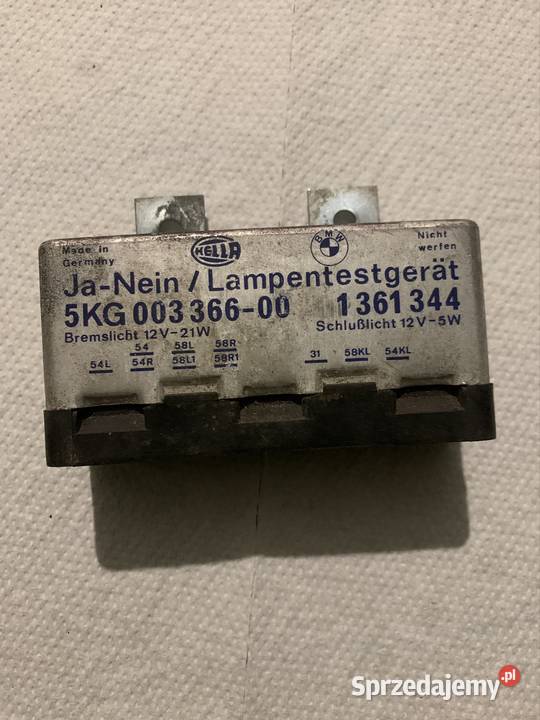 Made in
Germany
HELLA
BMW
Nicht
werfen
Ja-Nein / Lampentestgerät
5KG 003 366-00 1 361 344
Bremslicht 12V-21W Schlußlicht 12V-5W
54 58L 58R
54L 54R 58L1 58R1 31 58KL 54KL
Sprzedajemy.pl